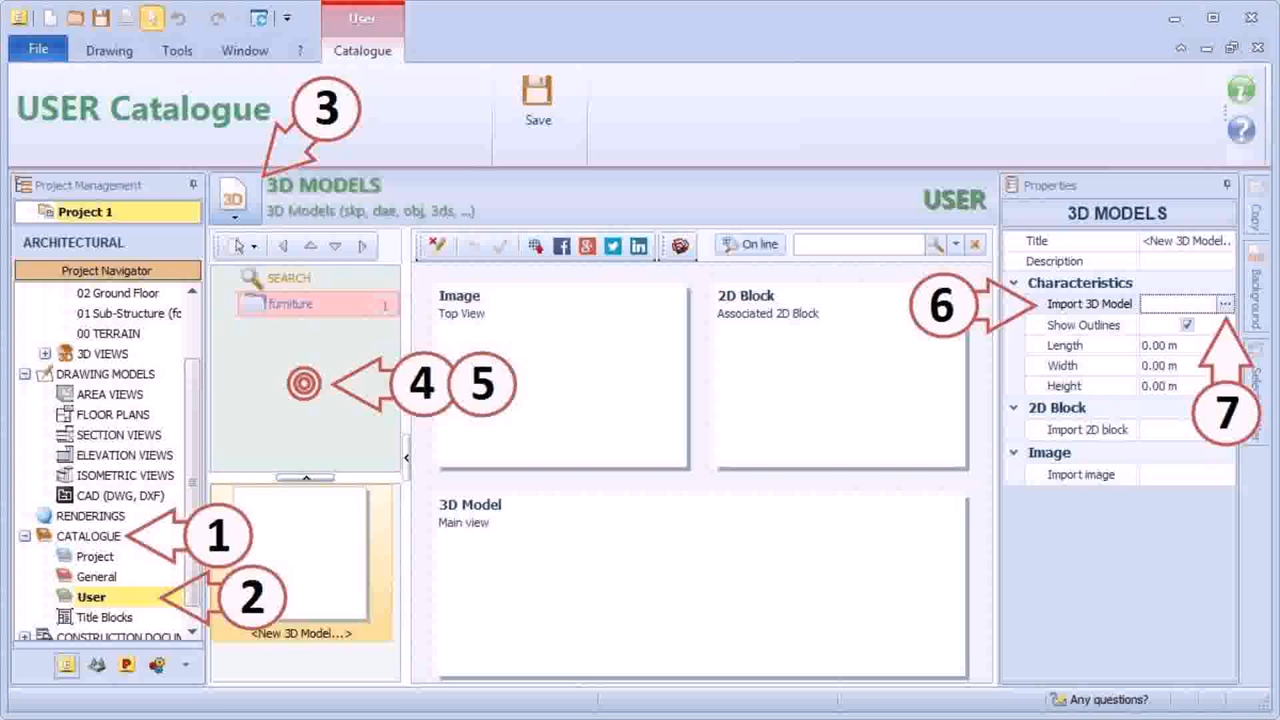 User
File
Drawing
Tools
Window
?
Catalogue
USER Catalogue
3
Save
Project Management
Project 1
ARCHITECTURAL
Project Navigator
02 Ground Floor
01 Sub-Structure (fc
00 TERRAIN
3D VIEWS
DRAWING MODELS
AREA VIEWS
FLOOR PLANS
SECTION VIEWS
ELEVATION VIEWS
ISOMETRIC VIEWS
CAD (DWG, DXF)
RENDERINGS
CATALOGUE
1
Project
General
User
2
Title Blocks
CONSTRUCTION DOCUM
3D
3D MODELS
3D Models (skp, dae, obj, 3ds, ...)
USER
On line
SEARCH
furniture 1
4 5
<New 3D Model...>
Image
Top View
2D Block
Associated 2D Block
3D Model
Main view
Properties
3D MODELS
Title <New 3D Model..
Description
Characteristics
6
Import 3D Model ...
Show Outlines
Length 0.00 m
Width 0.00 m
Height 0.00 m
7
2D Block
Import 2D block
Image
Import image
Copy
Background
Any questions?